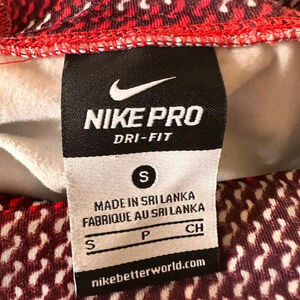 NIKE PRO
DRI-FIT
S
MADE IN SRI LANKA
FABRIQUE AU SRI LANKA
S P CH
nikebetterworld.com